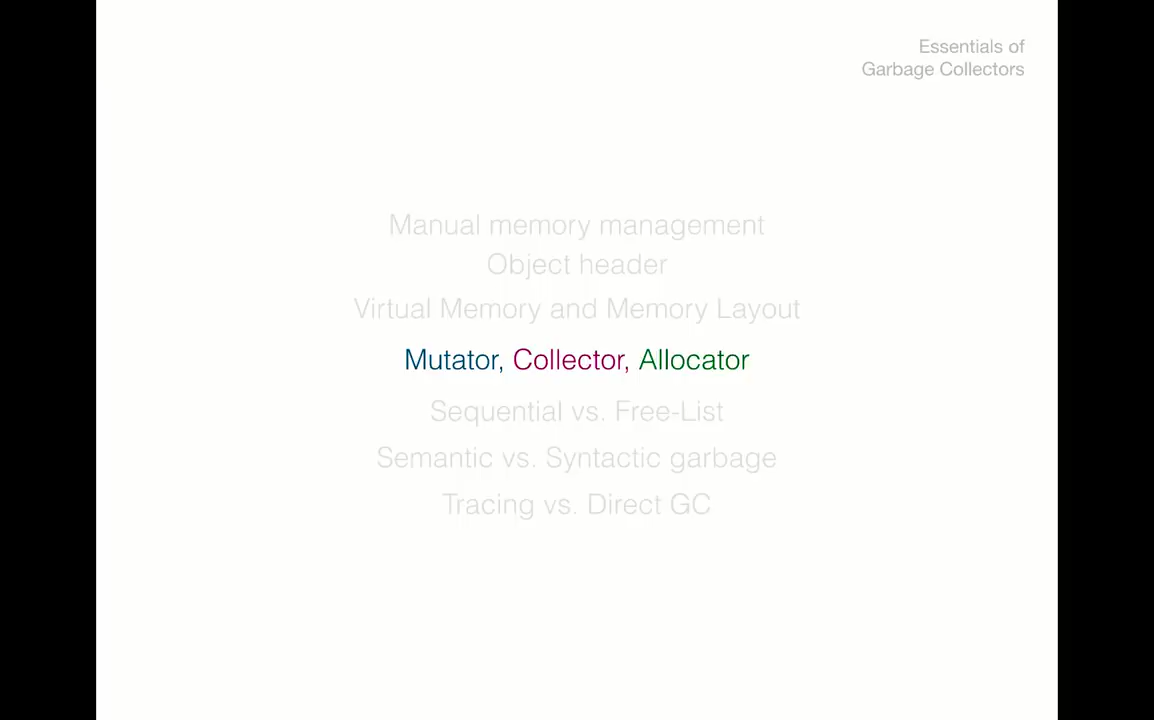 Essentials of
Garbage Collectors
Manual memory management
Object header
Virtual Memory and Memory Layout
Mutator, Collector, Allocator
Sequential vs. Free-List
Semantic vs. Syntactic garbage
Tracing vs. Direct GC